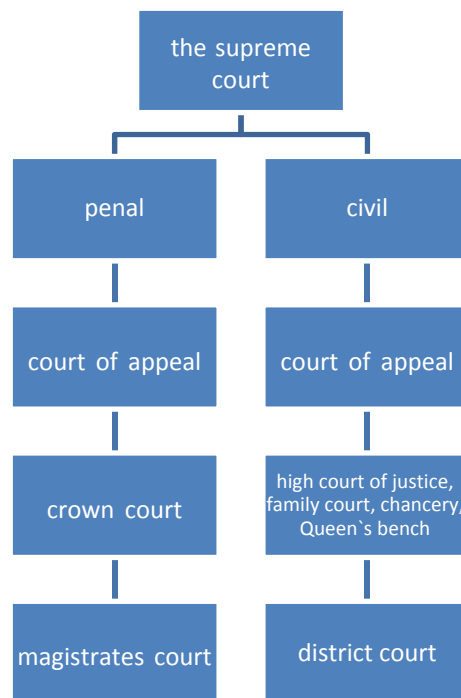 the supreme
court
penal
civil
court of appeal
court of appeal
crown court
high court of justice,
family court, chancery,
Queen`s bench
magistrates court
district court